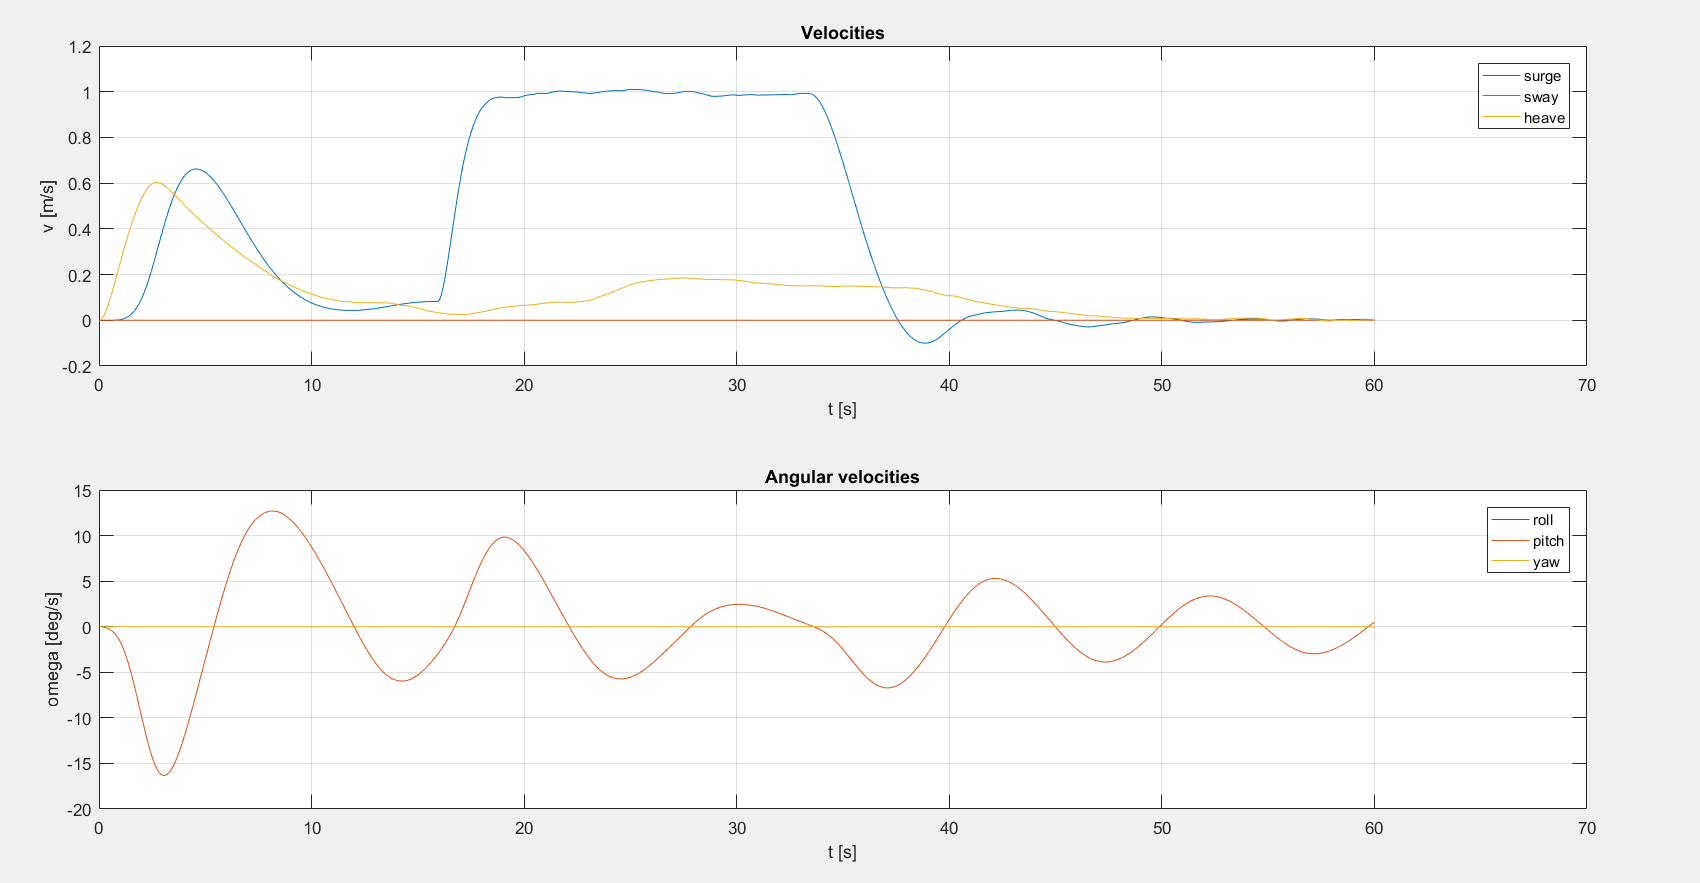 Velocities
1.2
1
0.8
0.6
0.4
0.2
0
-0.2
v [m/s]
surge
sway
heave
0 10 20 30 40 50 60 70
t [s]
Angular velocities
15
10
5
0
-5
-10
-15
-20
omega [deg/s]
roll
pitch
yaw
0 10 20 30 40 50 60 70
t [s]